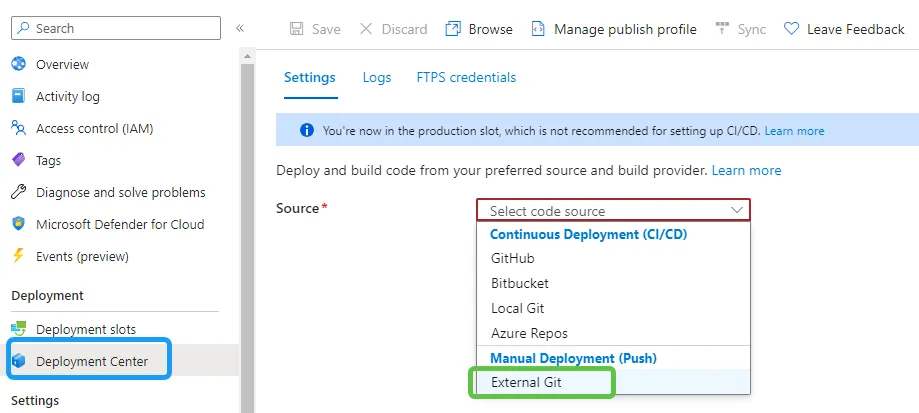 Search
«
Save
Discard
Browse
Manage publish profile
Sync
Leave Feedback
Overview
Activity log
Access control (IAM)
Tags
Diagnose and solve problems
Microsoft Defender for Cloud
Events (preview)
Deployment
Deployment slots
Deployment Center
Settings
Settings
Logs
FTPS credentials
You're now in the production slot, which is not recommended for setting up CI/CD. Learn more
Deploy and build code from your preferred source and build provider. Learn more
Source*
Select code source
Continuous Deployment (CI/CD)
GitHub
Bitbucket
Local Git
Azure Repos
Manual Deployment (Push)
External Git